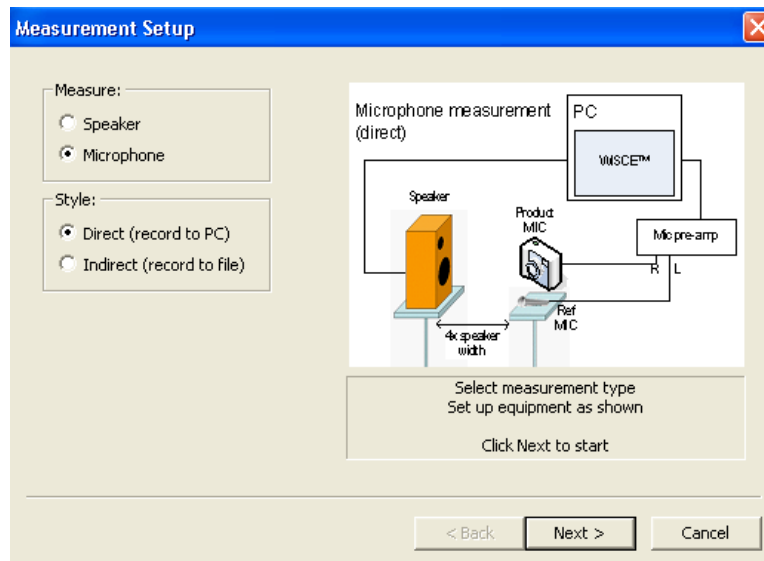 Measurement Setup
Measure:
Speaker
Microphone
Style:
Direct (record to PC)
Indirect (record to file)
Microphone measurement
(direct)
PC
WISCE™
Speaker
Product
MIC
Mic pre-amp
R L
Ref
MIC
4x speaker
width
Select measurement type
Set up equipment as shown
Click Next to start
< Back
Next >
Cancel